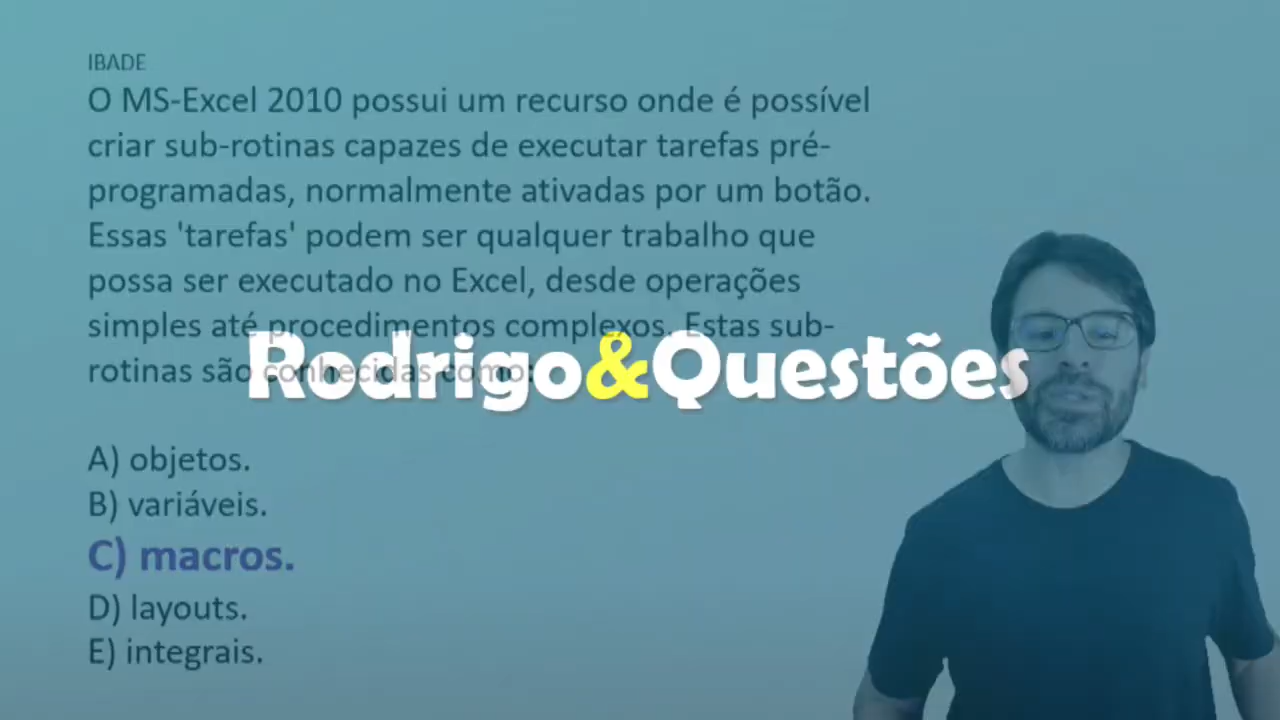 IBADE
O MS-Excel 2010 possui um recurso onde é possível
criar sub-rotinas capazes de executar tarefas pré-
programadas, normalmente ativadas por um botão.
Essas 'tarefas' podem ser qualquer trabalho que
possa ser executado no Excel, desde operações
simples até procedimentos complexos. Estas sub-
rotinas são conhecidas como:
Rodrigo&Questões
A) objetos.
B) variáveis.
C) macros.
D) layouts.
E) integrais.